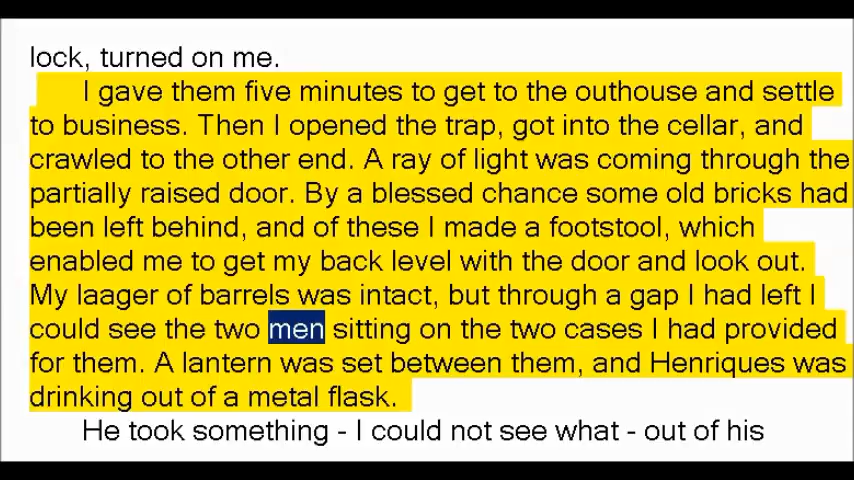 lock, turned on me.
I gave them five minutes to get to the outhouse and settle
to business. Then I opened the trap, got into the cellar, and
crawled to the other end. A ray of light was coming through the
partially raised door. By a blessed chance some old bricks had
been left behind, and of these I made a footstool, which
enabled me to get my back level with the door and look out.
My laager of barrels was intact, but through a gap I had left I
could see the two men sitting on the two cases I had provided
for them. A lantern was set between them, and Henriques was
drinking out of a metal flask.
He took something - I could not see what - out of his